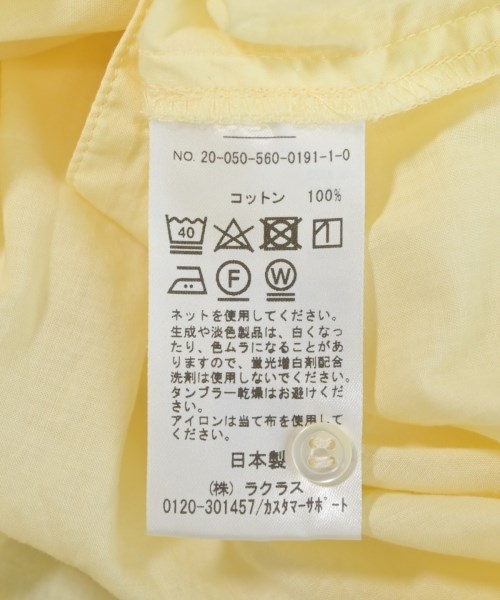 NO. 20-050-560-0191-1-0
コットン 100%
40
F W
ネットを使用してください。
生成や淡色製品は、白くなっ
たり、色ムラになることがあ
りますので、蛍光増白剤配合
洗剤は使用しないでください。
タンブラー乾燥はお避けくだ
さい。
アイロンは当て布を使用して
ください。
日本製
(株) ラクラス
0120-301457/カスタマーサポート